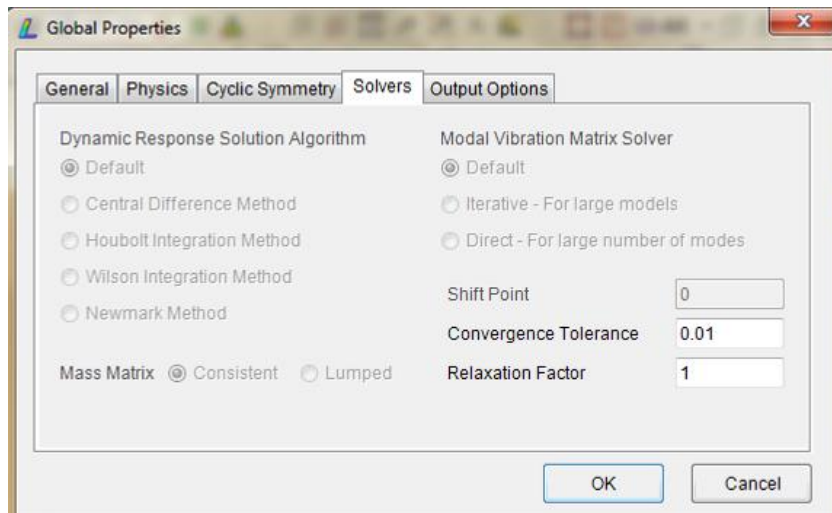 Global Properties
General Physics Cyclic Symmetry Solvers Output Options
Dynamic Response Solution Algorithm
Default
Central Difference Method
Houbolt Integration Method
Wilson Integration Method
Newmark Method
Mass Matrix Consistent Lumped
Modal Vibration Matrix Solver
Default
Iterative - For large models
Direct - For large number of modes
Shift Point 0
Convergence Tolerance 0.01
Relaxation Factor 1
OK Cancel